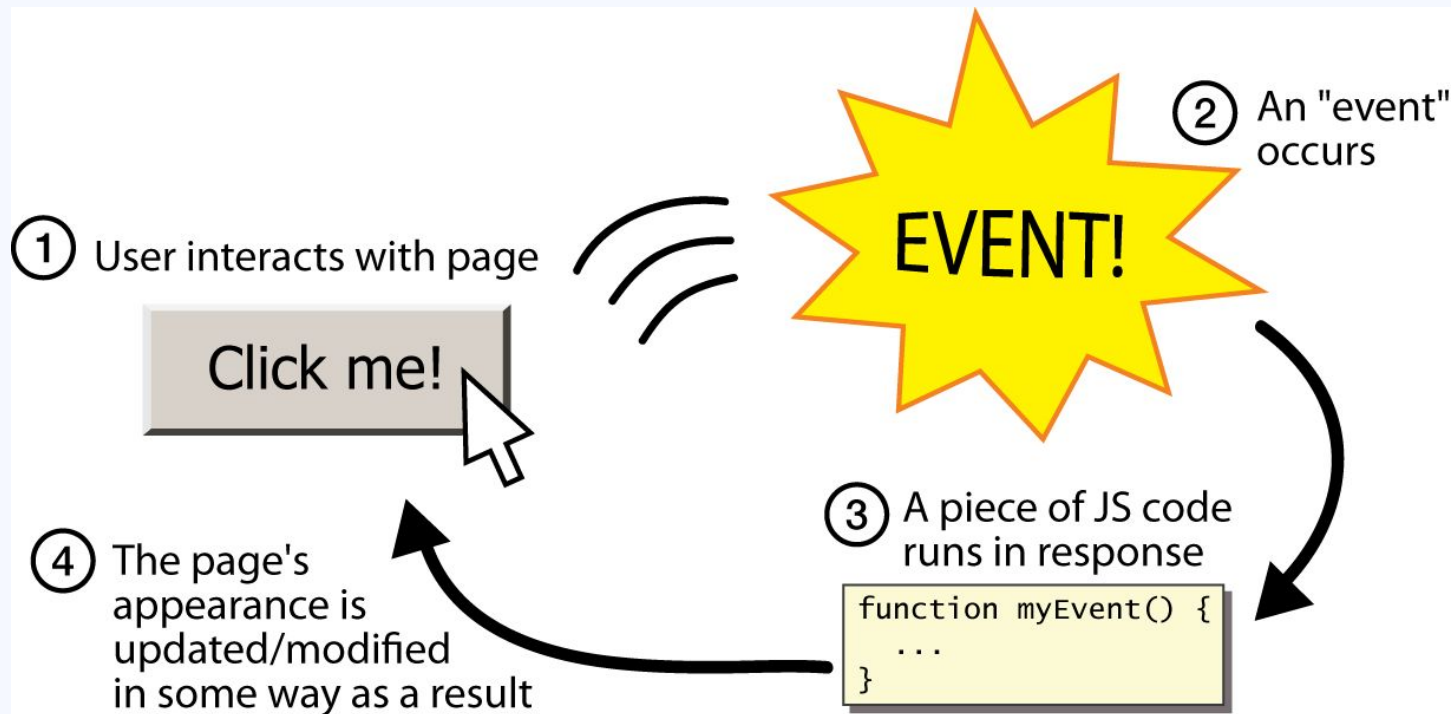 1 User interacts with page
Click me!
2 An "event"
occurs
EVENT!
3 A piece of JS code
runs in response
function myEvent() {
...
}
4 The page's
appearance is
updated/modified
in some way as a result